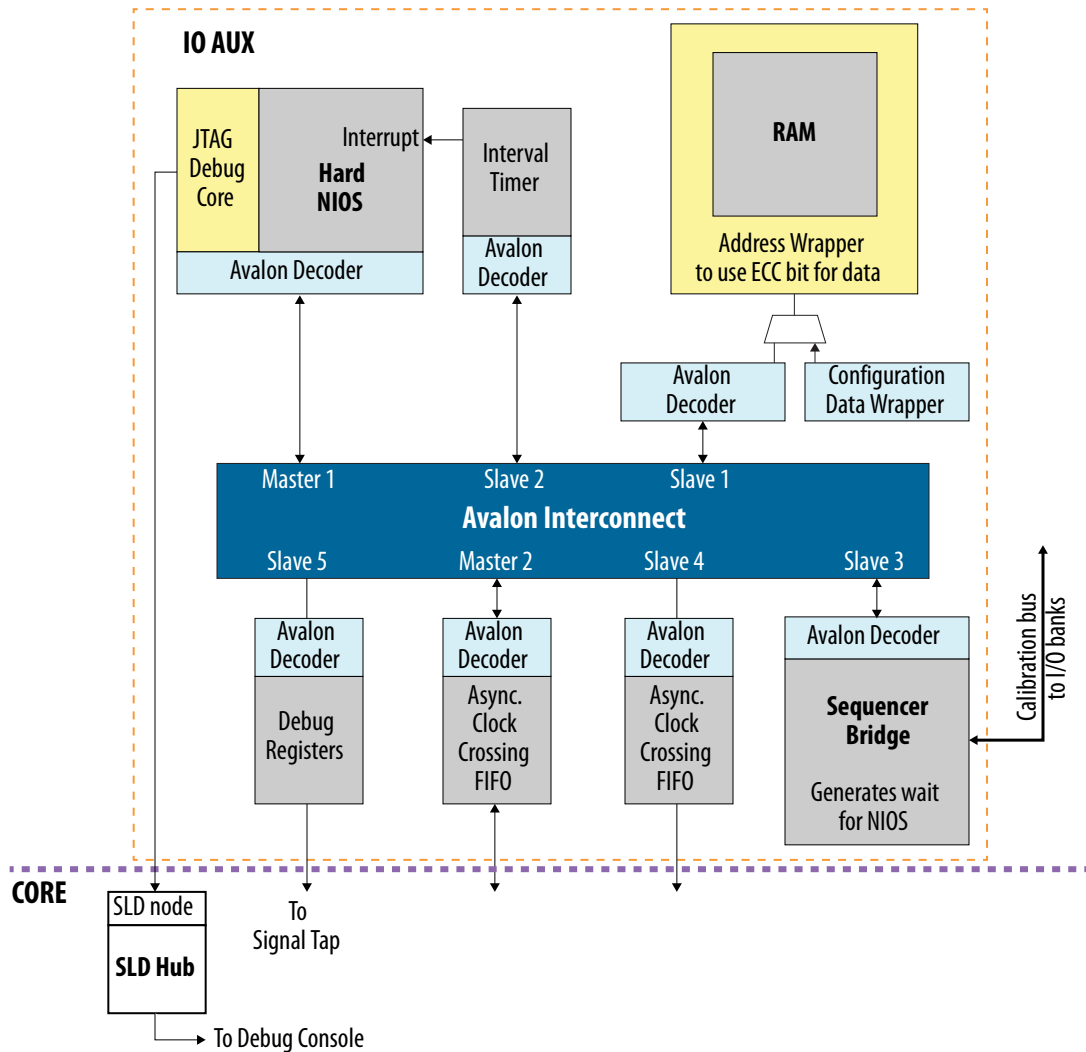 IO AUX
JTAG
Debug
Core
Hard
NIOS
Interrupt
Avalon Decoder
Interval
Timer
Avalon
Decoder
RAM
Address Wrapper
to use ECC bit for data
Avalon
Decoder
Configuration
Data Wrapper
Master 1
Slave 2
Slave 1
Avalon Interconnect
Slave 5
Master 2
Slave 4
Slave 3
Avalon
Decoder
Debug
Registers
Avalon
Decoder
Async.
Clock
Crossing
FIFO
Avalon
Decoder
Async.
Clock
Crossing
FIFO
Avalon Decoder
Sequencer
Bridge
Generates wait
for NIOS
Calibration bus
to I/O banks
CORE
SLD node
SLD Hub
To
Signal Tap
To Debug Console